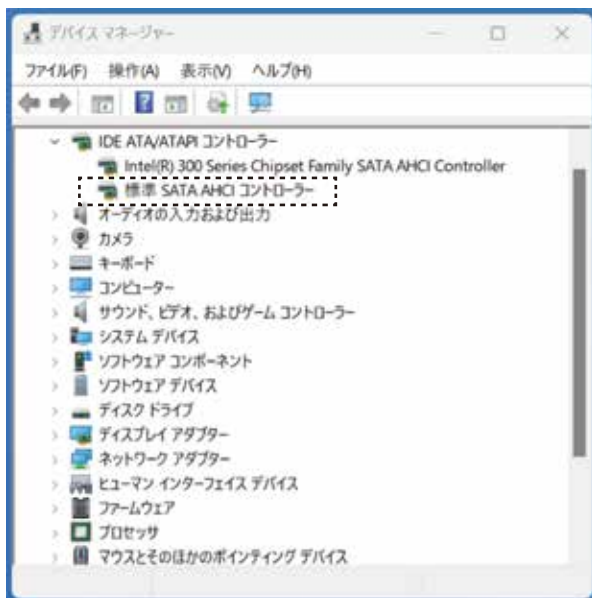 デバイス マネージャー
ファイル(F) 操作(A) 表示(V) ヘルプ(H)
IDE ATA/ATAPI コントローラー
Intel(R) 300 Series Chipset Family SATA AHCI Controller
標準 SATA AHCI コントローラー
オーディオの入力および出力
カメラ
キーボード
コンピューター
サウンド、ビデオ、およびゲーム コントローラー
システム デバイス
ソフトウェア コンポーネント
ソフトウェア デバイス
ディスク ドライブ
ディスプレイ アダプター
ネットワーク アダプター
ヒューマン インターフェイス デバイス
ファームウェア
プロセッサ
マウスとそのほかのポインティング デバイス